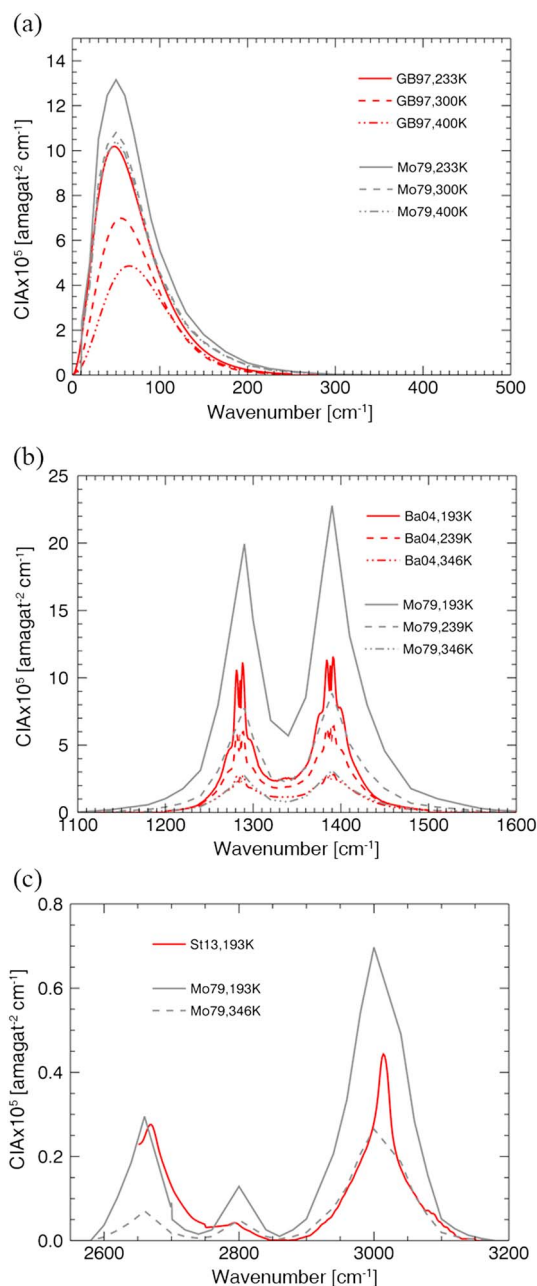 (a)
CIAx10⁵ [amagat⁻² cm⁻¹]
14
12
10
8
6
4
2
0
GB97,233K
GB97,300K
GB97,400K
Mo79,233K
Mo79,300K
Mo79,400K
0 100 200 300 400 500
Wavenumber [cm⁻¹]
(b)
CIAx10⁵ [amagat⁻² cm⁻¹]
25
20
15
10
5
0
Ba04,193K
Ba04,239K
Ba04,346K
Mo79,193K
Mo79,239K
Mo79,346K
1100 1200 1300 1400 1500 1600
Wavenumber [cm⁻¹]
(c)
CIAx10⁵ [amagat⁻² cm⁻¹]
0.8
0.6
0.4
0.2
0.0
St13,193K
Mo79,193K
Mo79,346K
2600 2800 3000 3200
Wavenumber [cm⁻¹]